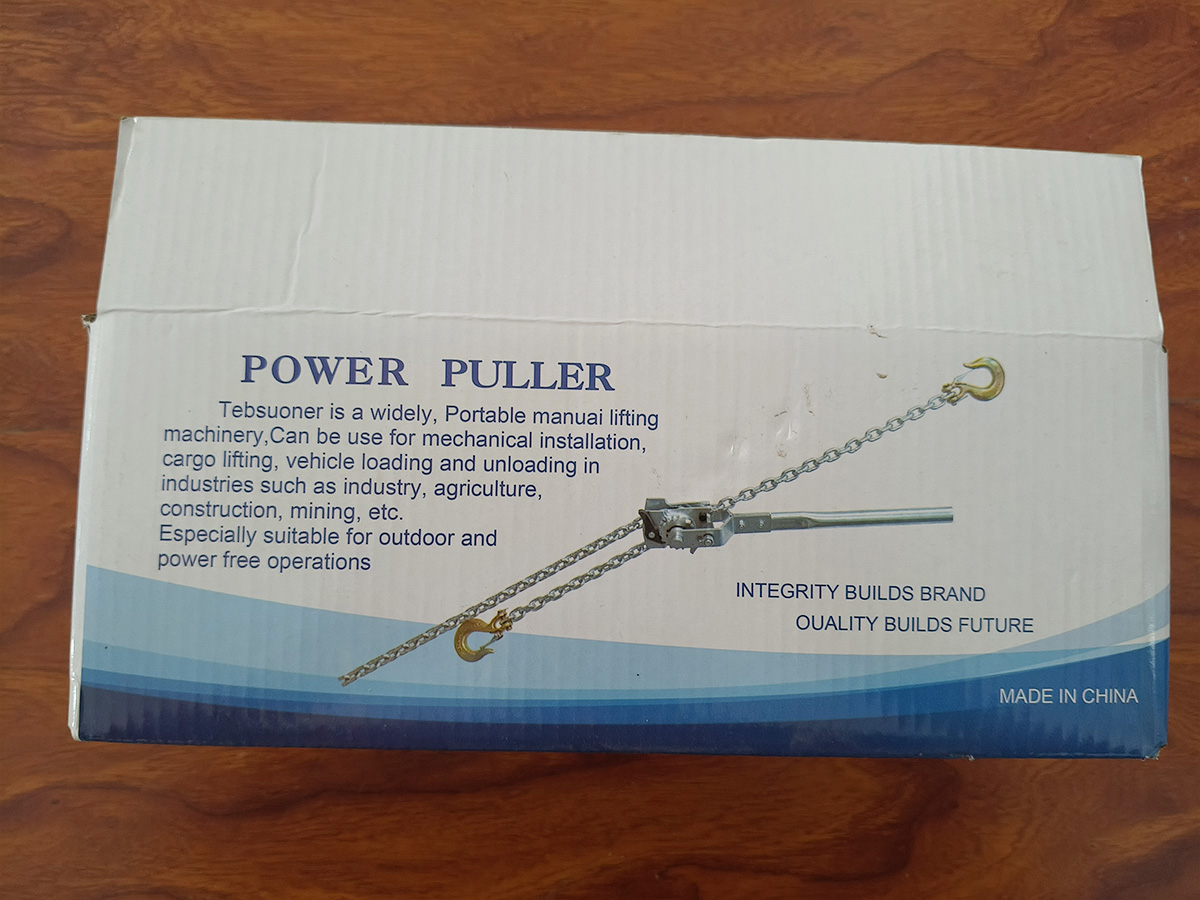 POWER PULLER
Tebsuoner is a widely, Portable manuai lifting
machinery,Can be use for mechanical installation,
cargo lifting, vehicle loading and unloading in
industries such as industry, agriculture,
construction, mining, etc.
Especially suitable for outdoor and
power free operations
INTEGRITY BUILDS BRAND
OUALITY BUILDS FUTURE
MADE IN CHINA